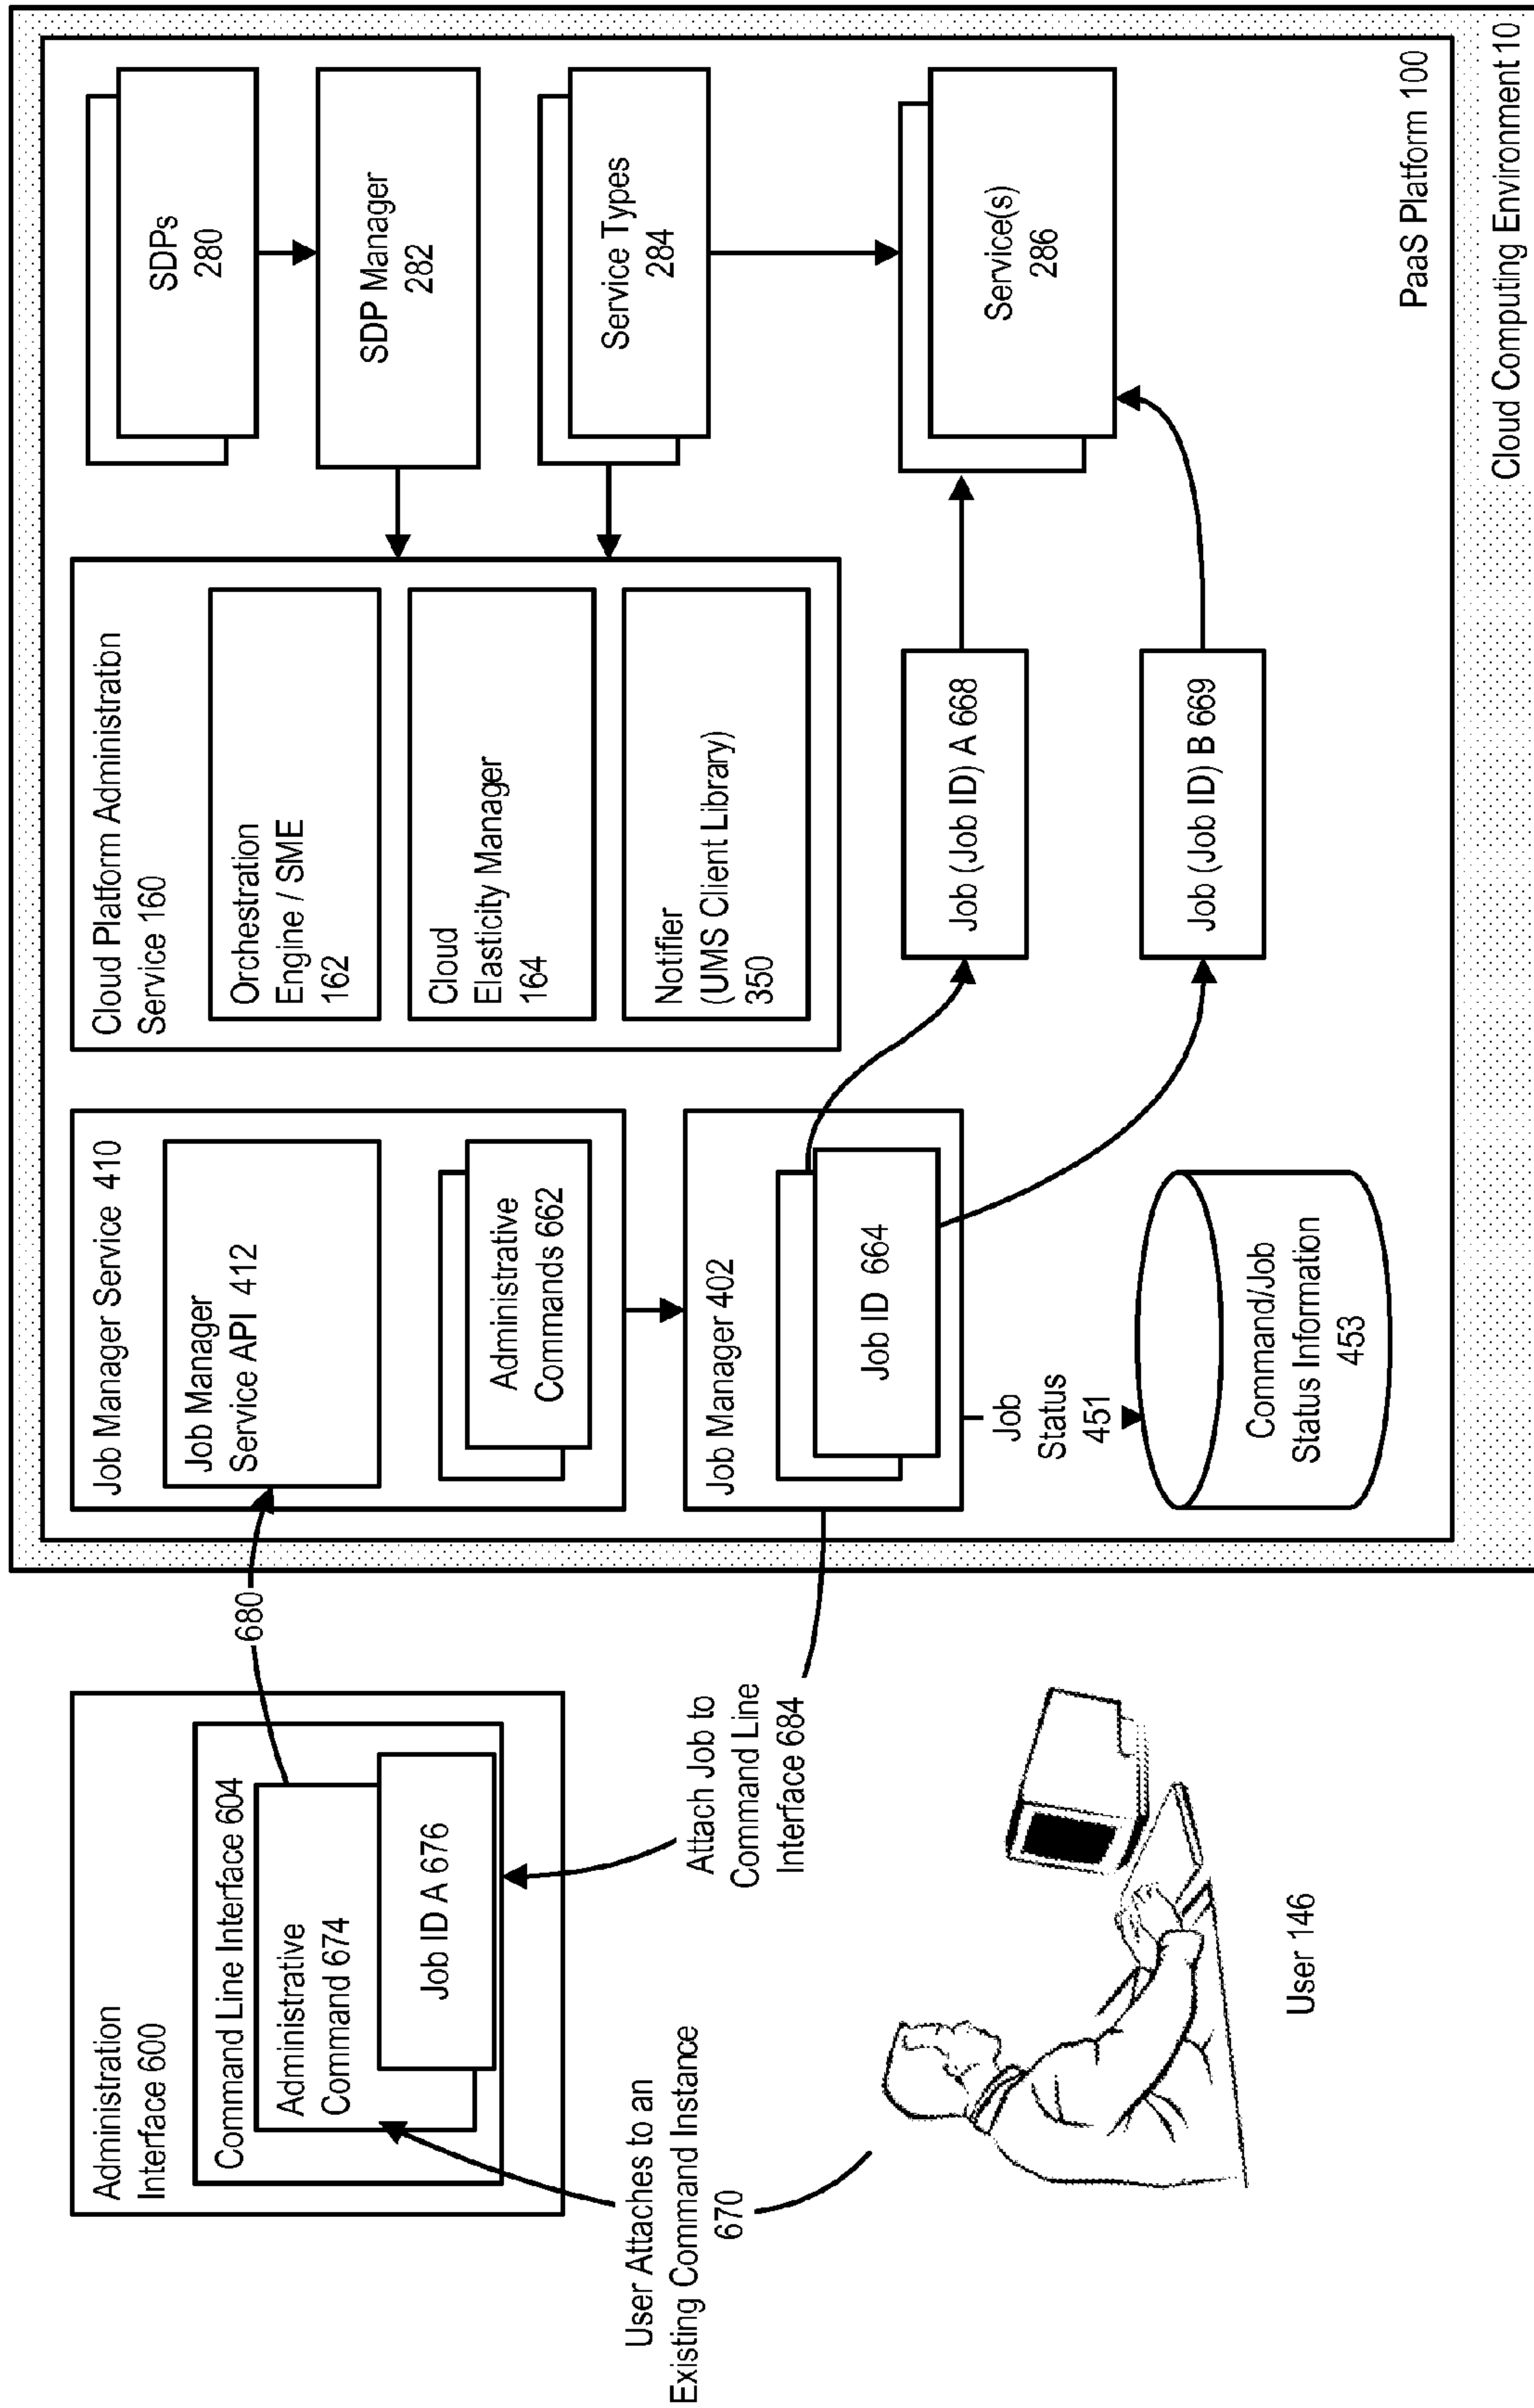 Administration
Interface 600
Command Line Interface 604
Administrative
Command 674
Job ID A 676
680
User Attaches to an
Existing Command Instance
670
Attach Job to
Command Line
Interface 684
User 146
Job Manager Service 410
Job Manager
Service API 412
Administrative
Commands 662
Job Manager 402
Job ID 664
Job
Status
451
Command/Job
Status Information
453
Cloud Platform Administration
Service 160
Orchestration
Engine / SME
162
Cloud
Elasticity Manager
164
Notifier
(UMS Client Library)
350
Job (Job ID) A 668
Job (Job ID) B 669
SDPs
280
SDP Manager
282
Service Types
284
Service(s)
286
PaaS Platform 100
Cloud Computing Environment 10